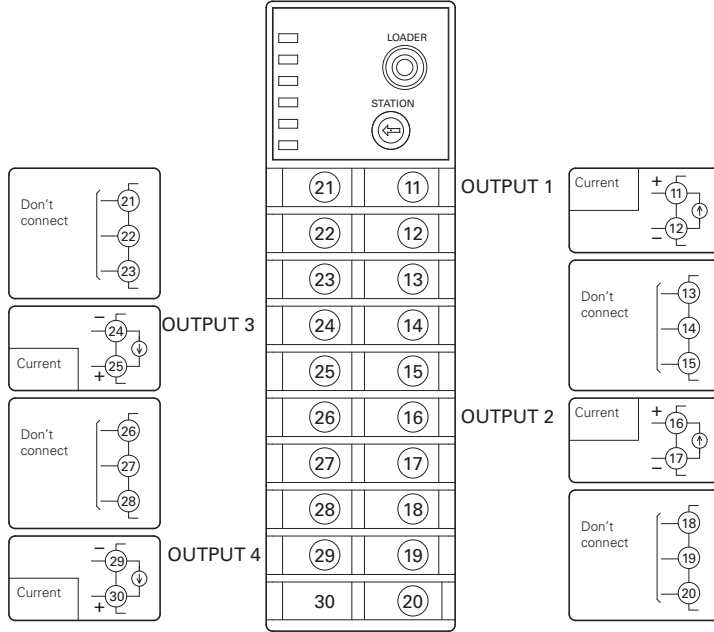 LOADER
STATION
21 11
22 12
23 13
24 14
25 15
26 16
27 17
28 18
29 19
30 20
Don't
connect
21
22
23
OUTPUT 3
−
24
25
+
Current
Don't
connect
26
27
28
OUTPUT 4
−
29
30
+
Current
OUTPUT 1
Current
+
11
12
−
Don't
connect
13
14
15
OUTPUT 2
Current
+
16
17
−
Don't
connect
18
19
20